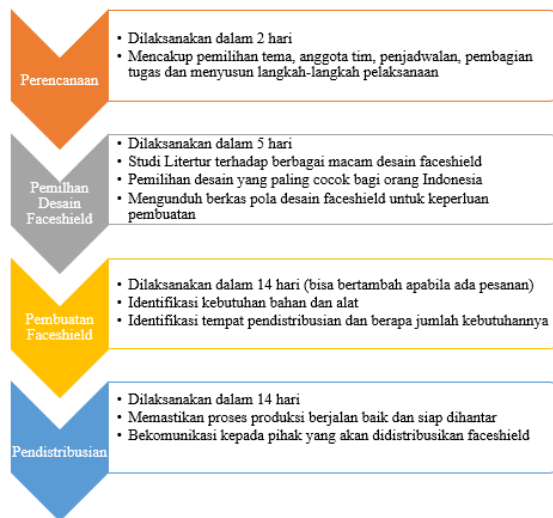 Perencanaan
• Dilaksanakan dalam 2 hari
• Mencakup pemilihan tema, anggota tim, penjadwalan, pembagian
tugas dan menyusun langkah-langkah pelaksanaan
Pemilhan
Desain
Faceshield
• Dilaksanakan dalam 5 hari
• Studi Litertur terhadap berbagai macam desain faceshield
• Pemilihan desain yang paling cocok bagi orang Indonesia
• Mengunduh berkas pola desain faceshield untuk keperluan
pembuatan
Pembuatan
Faceshield
• Dilaksanakan dalam 14 hari (bisa bertambah apabila ada pesanan)
• Identifikasi kebutuhan bahan dan alat
• Identifikasi tempat pendistribusian dan berapa jumlah kebutuhannya
Pendistribusian
• Dilaksanakan dalam 14 hari
• Memastikan proses produksi berjalan baik dan siap dihantar
• Bekomunikasi kepada pihak yang akan didistribusikan faceshield